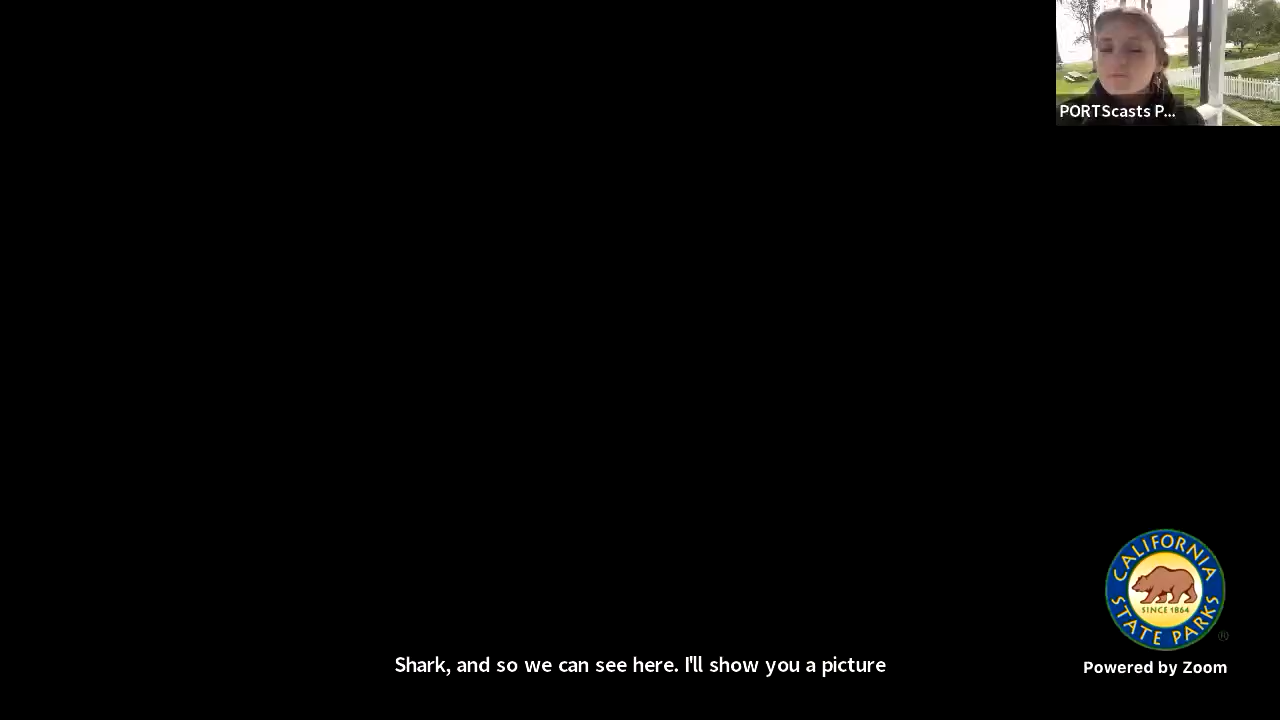 PORTScasts P...
CALIFORNIA
SINCE 1864
STATE PARKS
®
Shark, and so we can see here. I'll show you a picture
Powered by Zoom